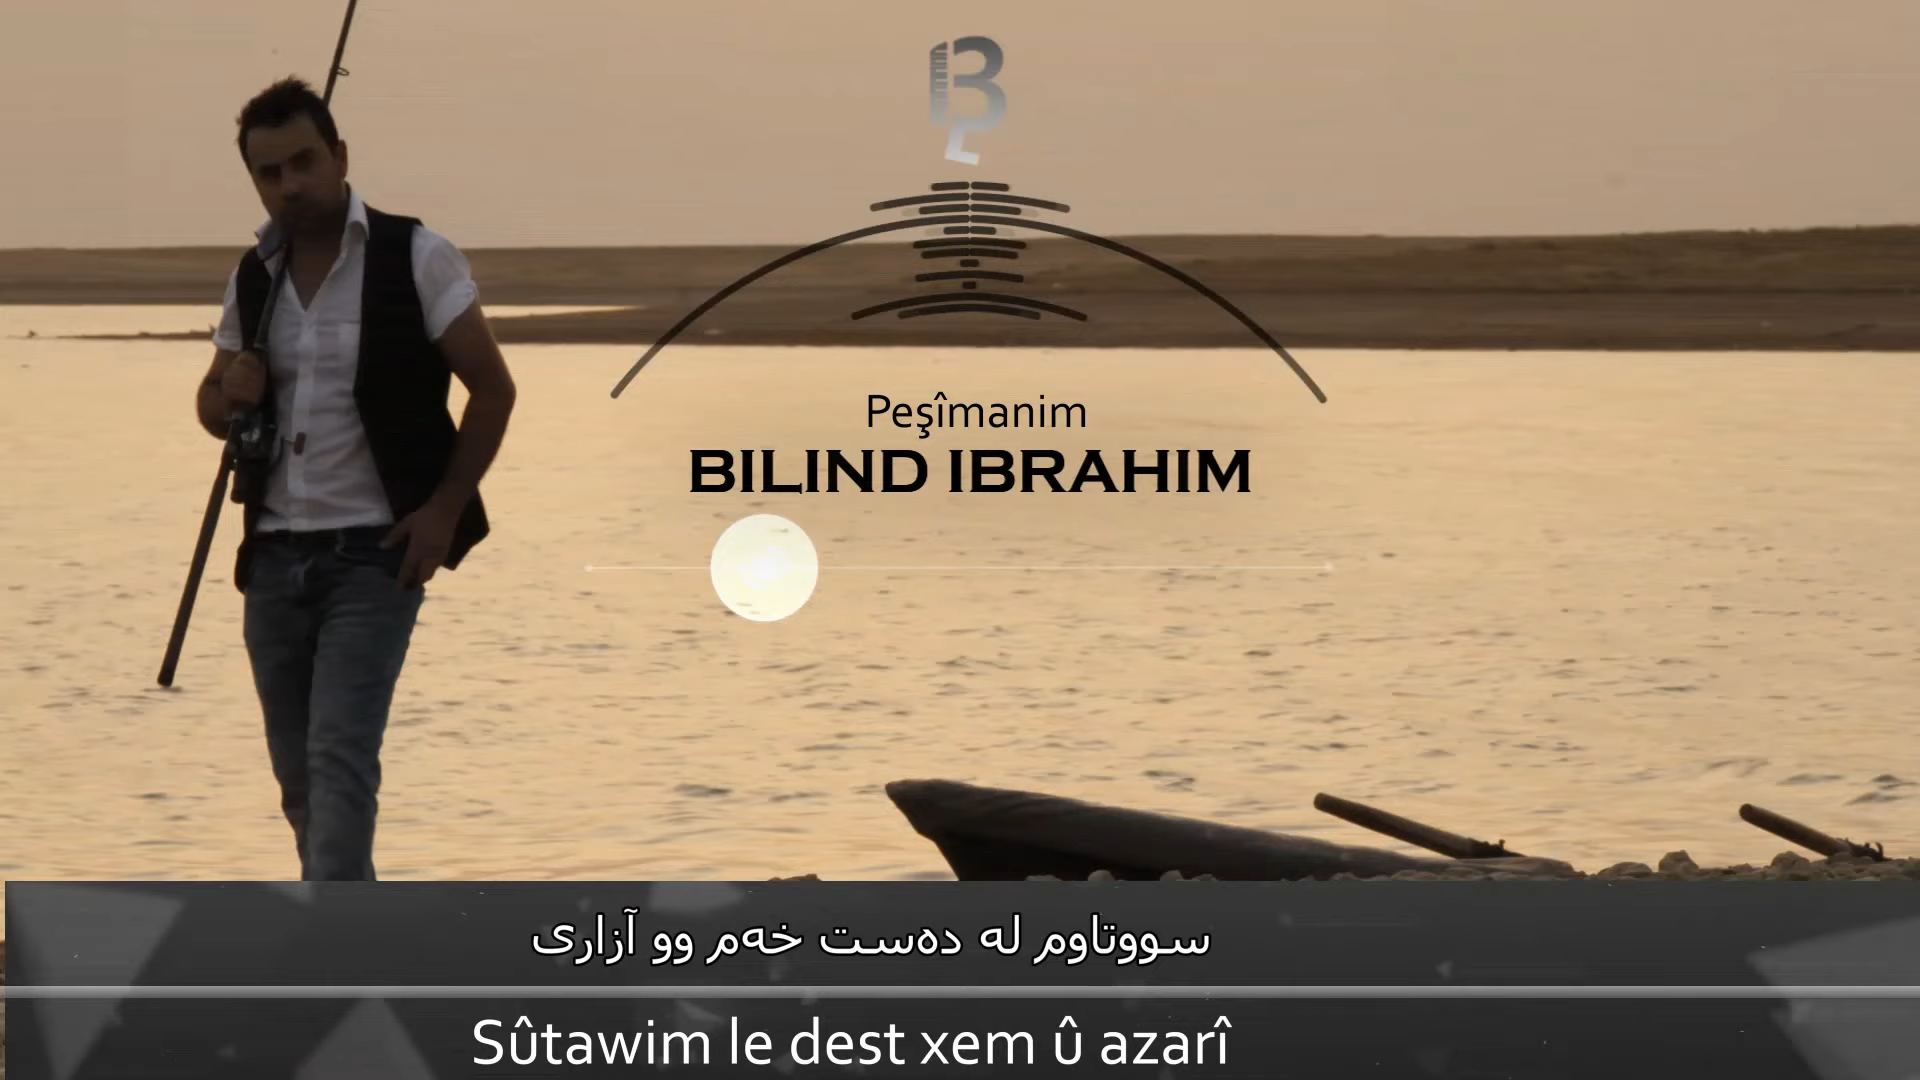 Peşîmanim
BILIND IBRAHIM
سووتاوم لە دەست خەم وو آزاری
Sûtawim le dest xem û azarî